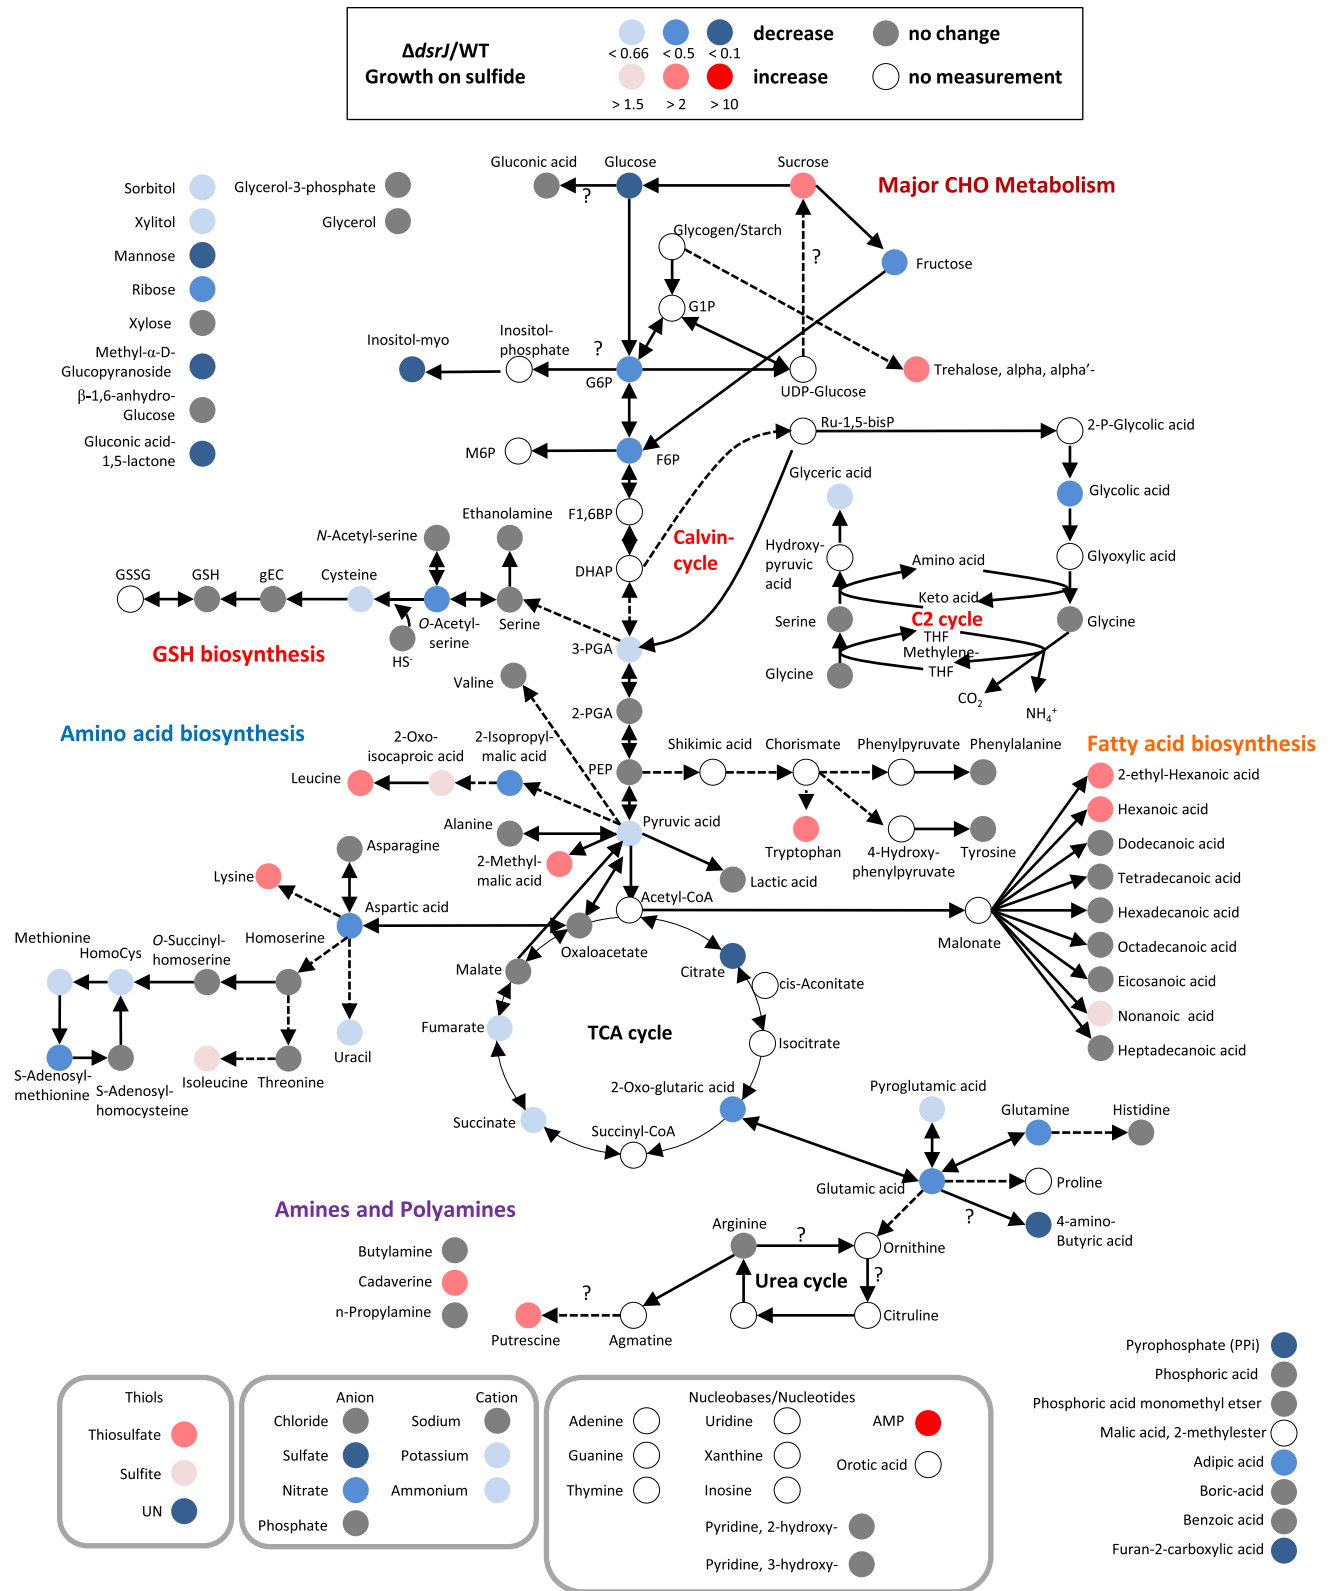 ΔdsrJ/WT
Growth on sulfide
decrease
< 0.66 < 0.5 < 0.1
increase
> 1.5 > 2 > 10
no change
no measurement
Major CHO Metabolism
Sorbitol
Xylitol
Mannose
Ribose
Xylose
Methyl-α-D-
Glucopyranoside
β-1,6-anhydro-
Glucose
Gluconic acid-
1,5-lactone
Glycerol-3-phosphate
Glycerol
Gluconic acid
?
Glucose
Sucrose
Glycogen/Starch
?
Fructose
G1P
Inositol-myo
Inositol-
phosphate
?
G6P
UDP-Glucose
Trehalose, alpha, alpha'-
M6P
F6P
Ru-1,5-bisP
2-P-Glycolic acid
Glyceric acid
Glycolic acid
F1,6BP
Calvin-
cycle
DHAP
Hydroxy-
pyruvic
acid
Glyoxylic acid
Amino acid
Keto acid
C2 cycle
THF
Methylene-
THF
Serine
Glycine
Glycine
CO2
NH4+
Ethanolamine
N-Acetyl-serine
GSSG
GSH
gEC
Cysteine
O-Acetyl-
serine
Serine
HS-
GSH biosynthesis
3-PGA
Valine
2-PGA
Amino acid biosynthesis
2-Oxo-
isocaproic acid
2-Isopropyl-
malic acid
Leucine
PEP
Shikimic acid
Chorismate
Phenylpyruvate
Phenylalanine
Tryptophan
4-Hydroxy-
phenylpyruvate
Tyrosine
Fatty acid biosynthesis
2-ethyl-Hexanoic acid
Hexanoic acid
Dodecanoic acid
Tetradecanoic acid
Hexadecanoic acid
Octadecanoic acid
Eicosanoic acid
Nonanoic acid
Heptadecanoic acid
Malonate
Alanine
Pyruvic acid
2-Methyl-
malic acid
Lactic acid
Acetyl-CoA
Asparagine
Lysine
Aspartic acid
Methionine
HomoCys
O-Succinyl-
homoserine
Homoserine
S-Adenosyl-
methionine
S-Adenosyl-
homocysteine
Isoleucine
Threonine
Uracil
Oxaloacetate
Malate
Citrate
cis-Aconitate
Fumarate
TCA cycle
Isocitrate
2-Oxo-glutaric acid
Succinate
Succinyl-CoA
Pyroglutamic acid
Glutamine
Histidine
Glutamic acid
Proline
?
4-amino-
Butyric acid
Amines and Polyamines
Butylamine
Cadaverine
n-Propylamine
Arginine
?
Ornithine
Urea cycle
?
Citruline
?
Putrescine
Agmatine
Thiols
Thiosulfate
Sulfite
UN
Anion
Chloride
Sulfate
Nitrate
Phosphate
Cation
Sodium
Potassium
Ammonium
Nucleobases/Nucleotides
Adenine
Guanine
Thymine
Uridine
Xanthine
Inosine
AMP
Orotic acid
Pyridine, 2-hydroxy-
Pyridine, 3-hydroxy-
Pyrophosphate (PPi)
Phosphoric acid
Phosphoric acid monomethyl etser
Malic acid, 2-methylester
Adipic acid
Boric-acid
Benzoic acid
Furan-2-carboxylic acid